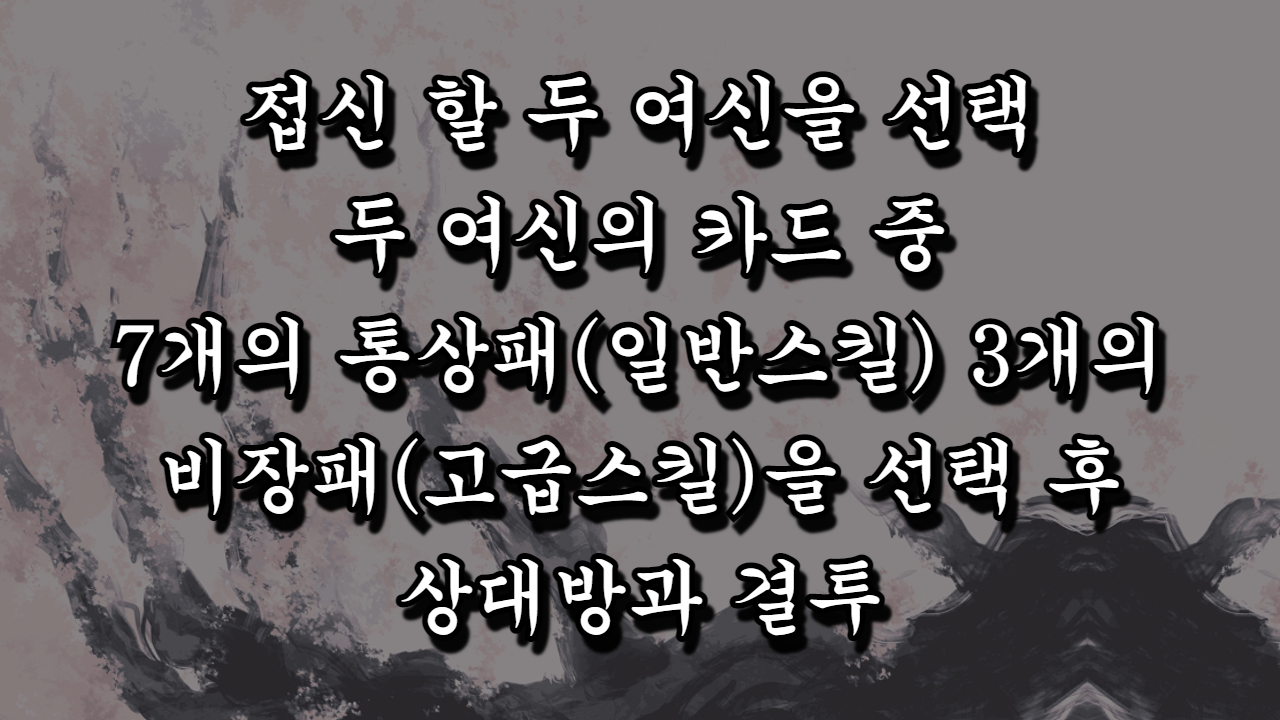 접신 할 두 여신을 선택
두 여신의 카드 중
7개의 통상패(일반스킬) 3개의
비장패(고급스킬)을 선택 후
상대방과 결투